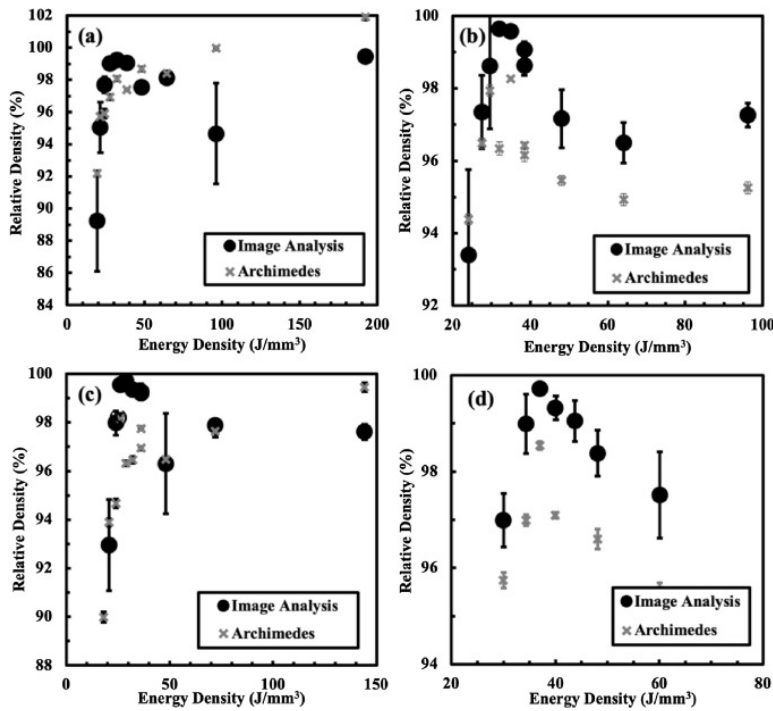 (a)
Relative Density (%)
102
100
98
96
94
92
90
88
86
84
0
50
100
150
200
Energy Density (J/mm³)
Image Analysis
Archimedes
(b)
Relative Density (%)
100
98
96
94
92
20
40
60
80
100
Energy Density (J/mm³)
Image Analysis
Archimedes
(c)
Relative Density (%)
100
98
96
94
92
90
88
0
50
100
150
Energy Density (J/mm³)
Image Analysis
Archimedes
(d)
Relative Density (%)
100
98
96
94
20
40
60
80
Energy Density (J/mm³)
Image Analysis
Archimedes